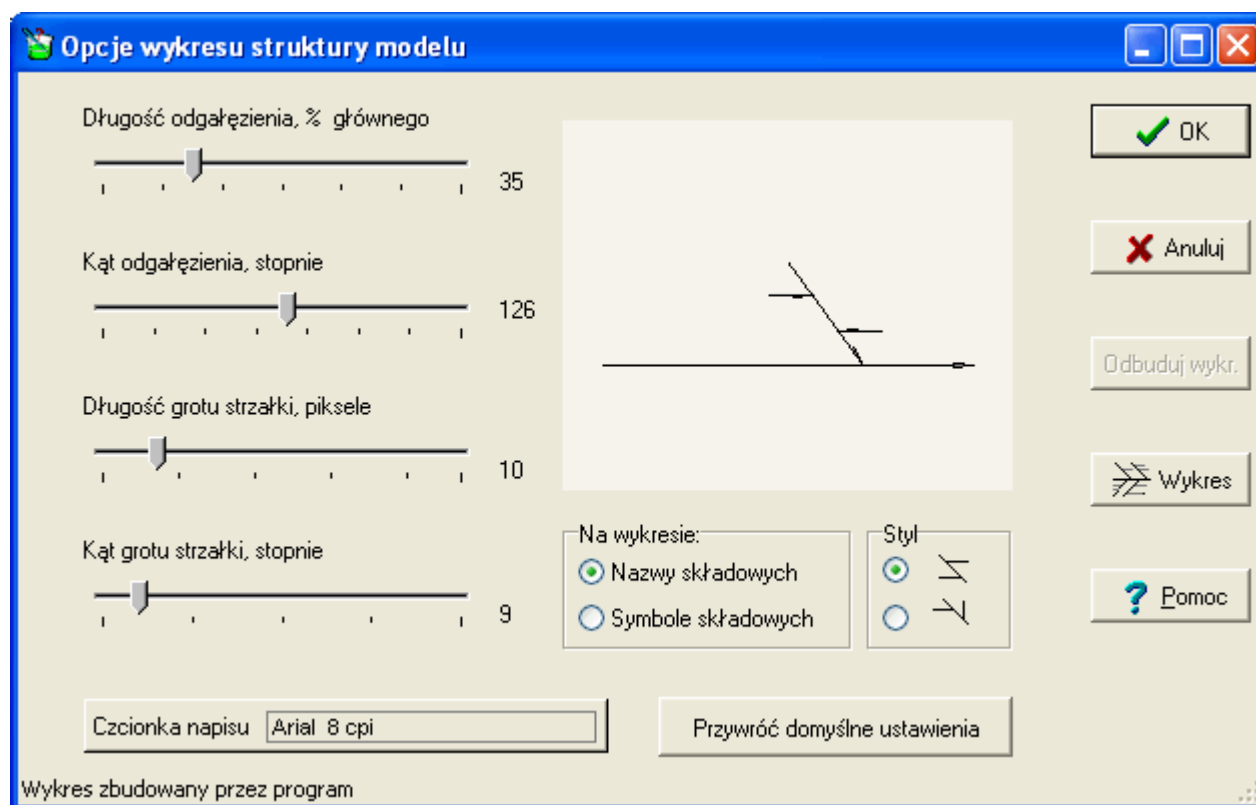 Opcje wykresu struktury modelu
Długość odgałęzienia, % głównego
35
Kąt odgałęzienia, stopnie
126
Długość grotu strzałki, piksele
10
Kąt grotu strzałki, stopnie
9
Na wykresie:
Nazwy składowych
Symbole składowych
Styl
Czcionka napisu Arial 8 cpi
Przywróć domyślne ustawienia
OK
Anuluj
Odbuduj wykr.
Wykres
Pomoc
Wykres zbudowany przez program